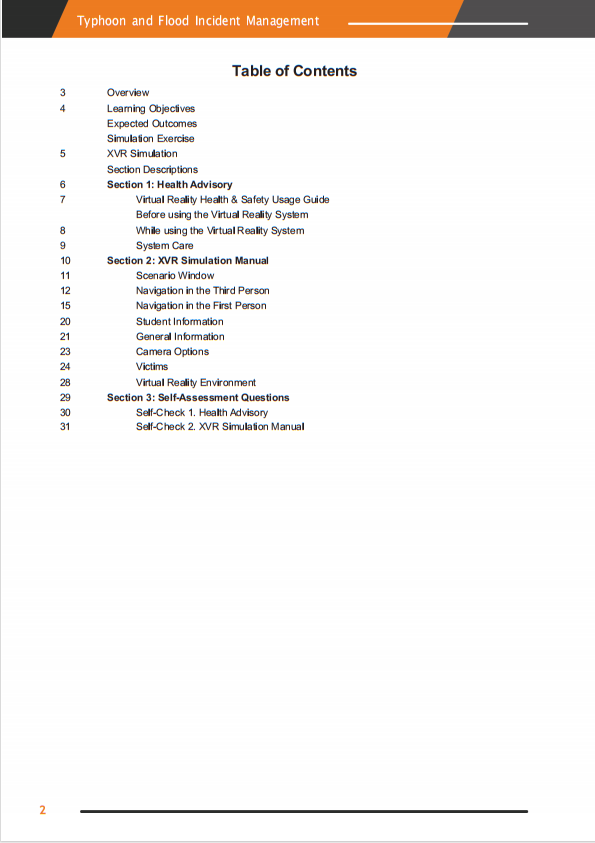 Typhoon and Flood Incident Management
Table of Contents
3 Overview
4 Learning Objectives
Expected Outcomes
Simulation Exercise
5 XVR Simulation
Section Descriptions
6 Section 1: Health Advisory
7 Virtual Reality Health & Safety Usage Guide
Before using the Virtual Reality System
8 While using the Virtual Reality System
9 System Care
10 Section 2: XVR Simulation Manual
11 Scenario Window
12 Navigation in the Third Person
15 Navigation in the First Person
20 Student Information
21 General Information
23 Camera Options
24 Victims
28 Virtual Reality Environment
29 Section 3: Self-Assessment Questions
30 Self-Check 1. Health Advisory
31 Self-Check 2. XVR Simulation Manual
2